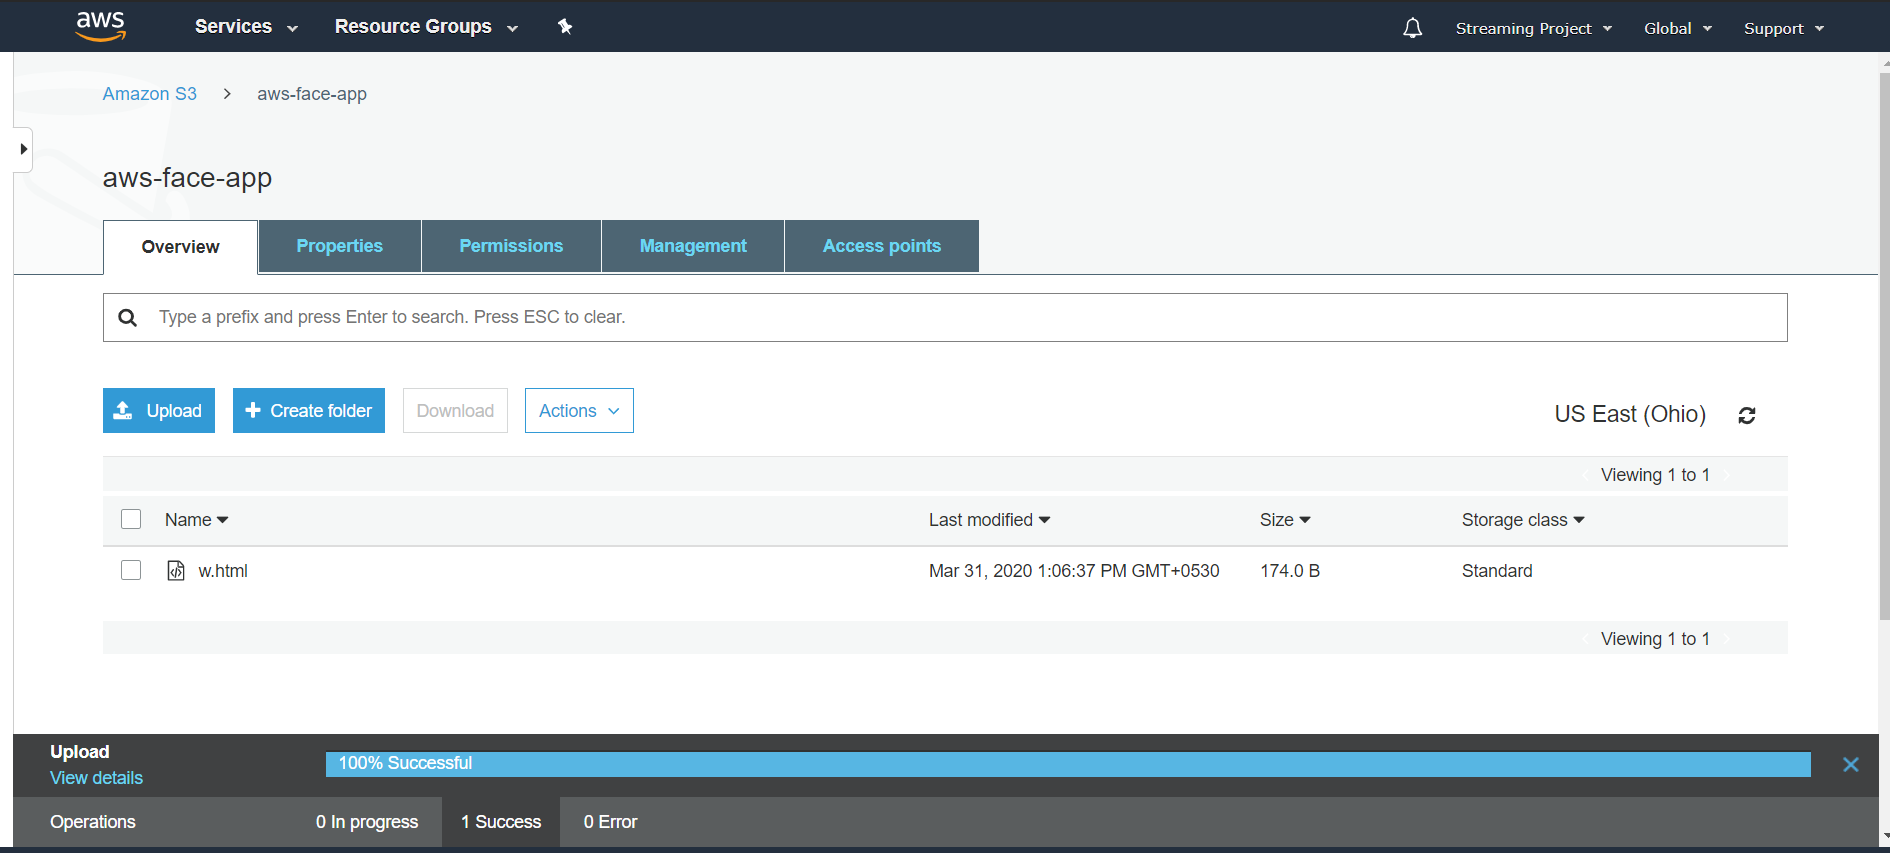 aws Services Resource Groups Streaming Project Global Support
Amazon S3 > aws-face-app
aws-face-app
Overview Properties Permissions Management Access points
Type a prefix and press Enter to search. Press ESC to clear.
Upload Create folder Download Actions US East (Ohio)
Viewing 1 to 1
Name Last modified Size Storage class
w.html Mar 31, 2020 1:06:37 PM GMT+0530 174.0 B Standard
Viewing 1 to 1
Upload
100% Successful
View details
Operations 0 In progress 1 Success 0 Error